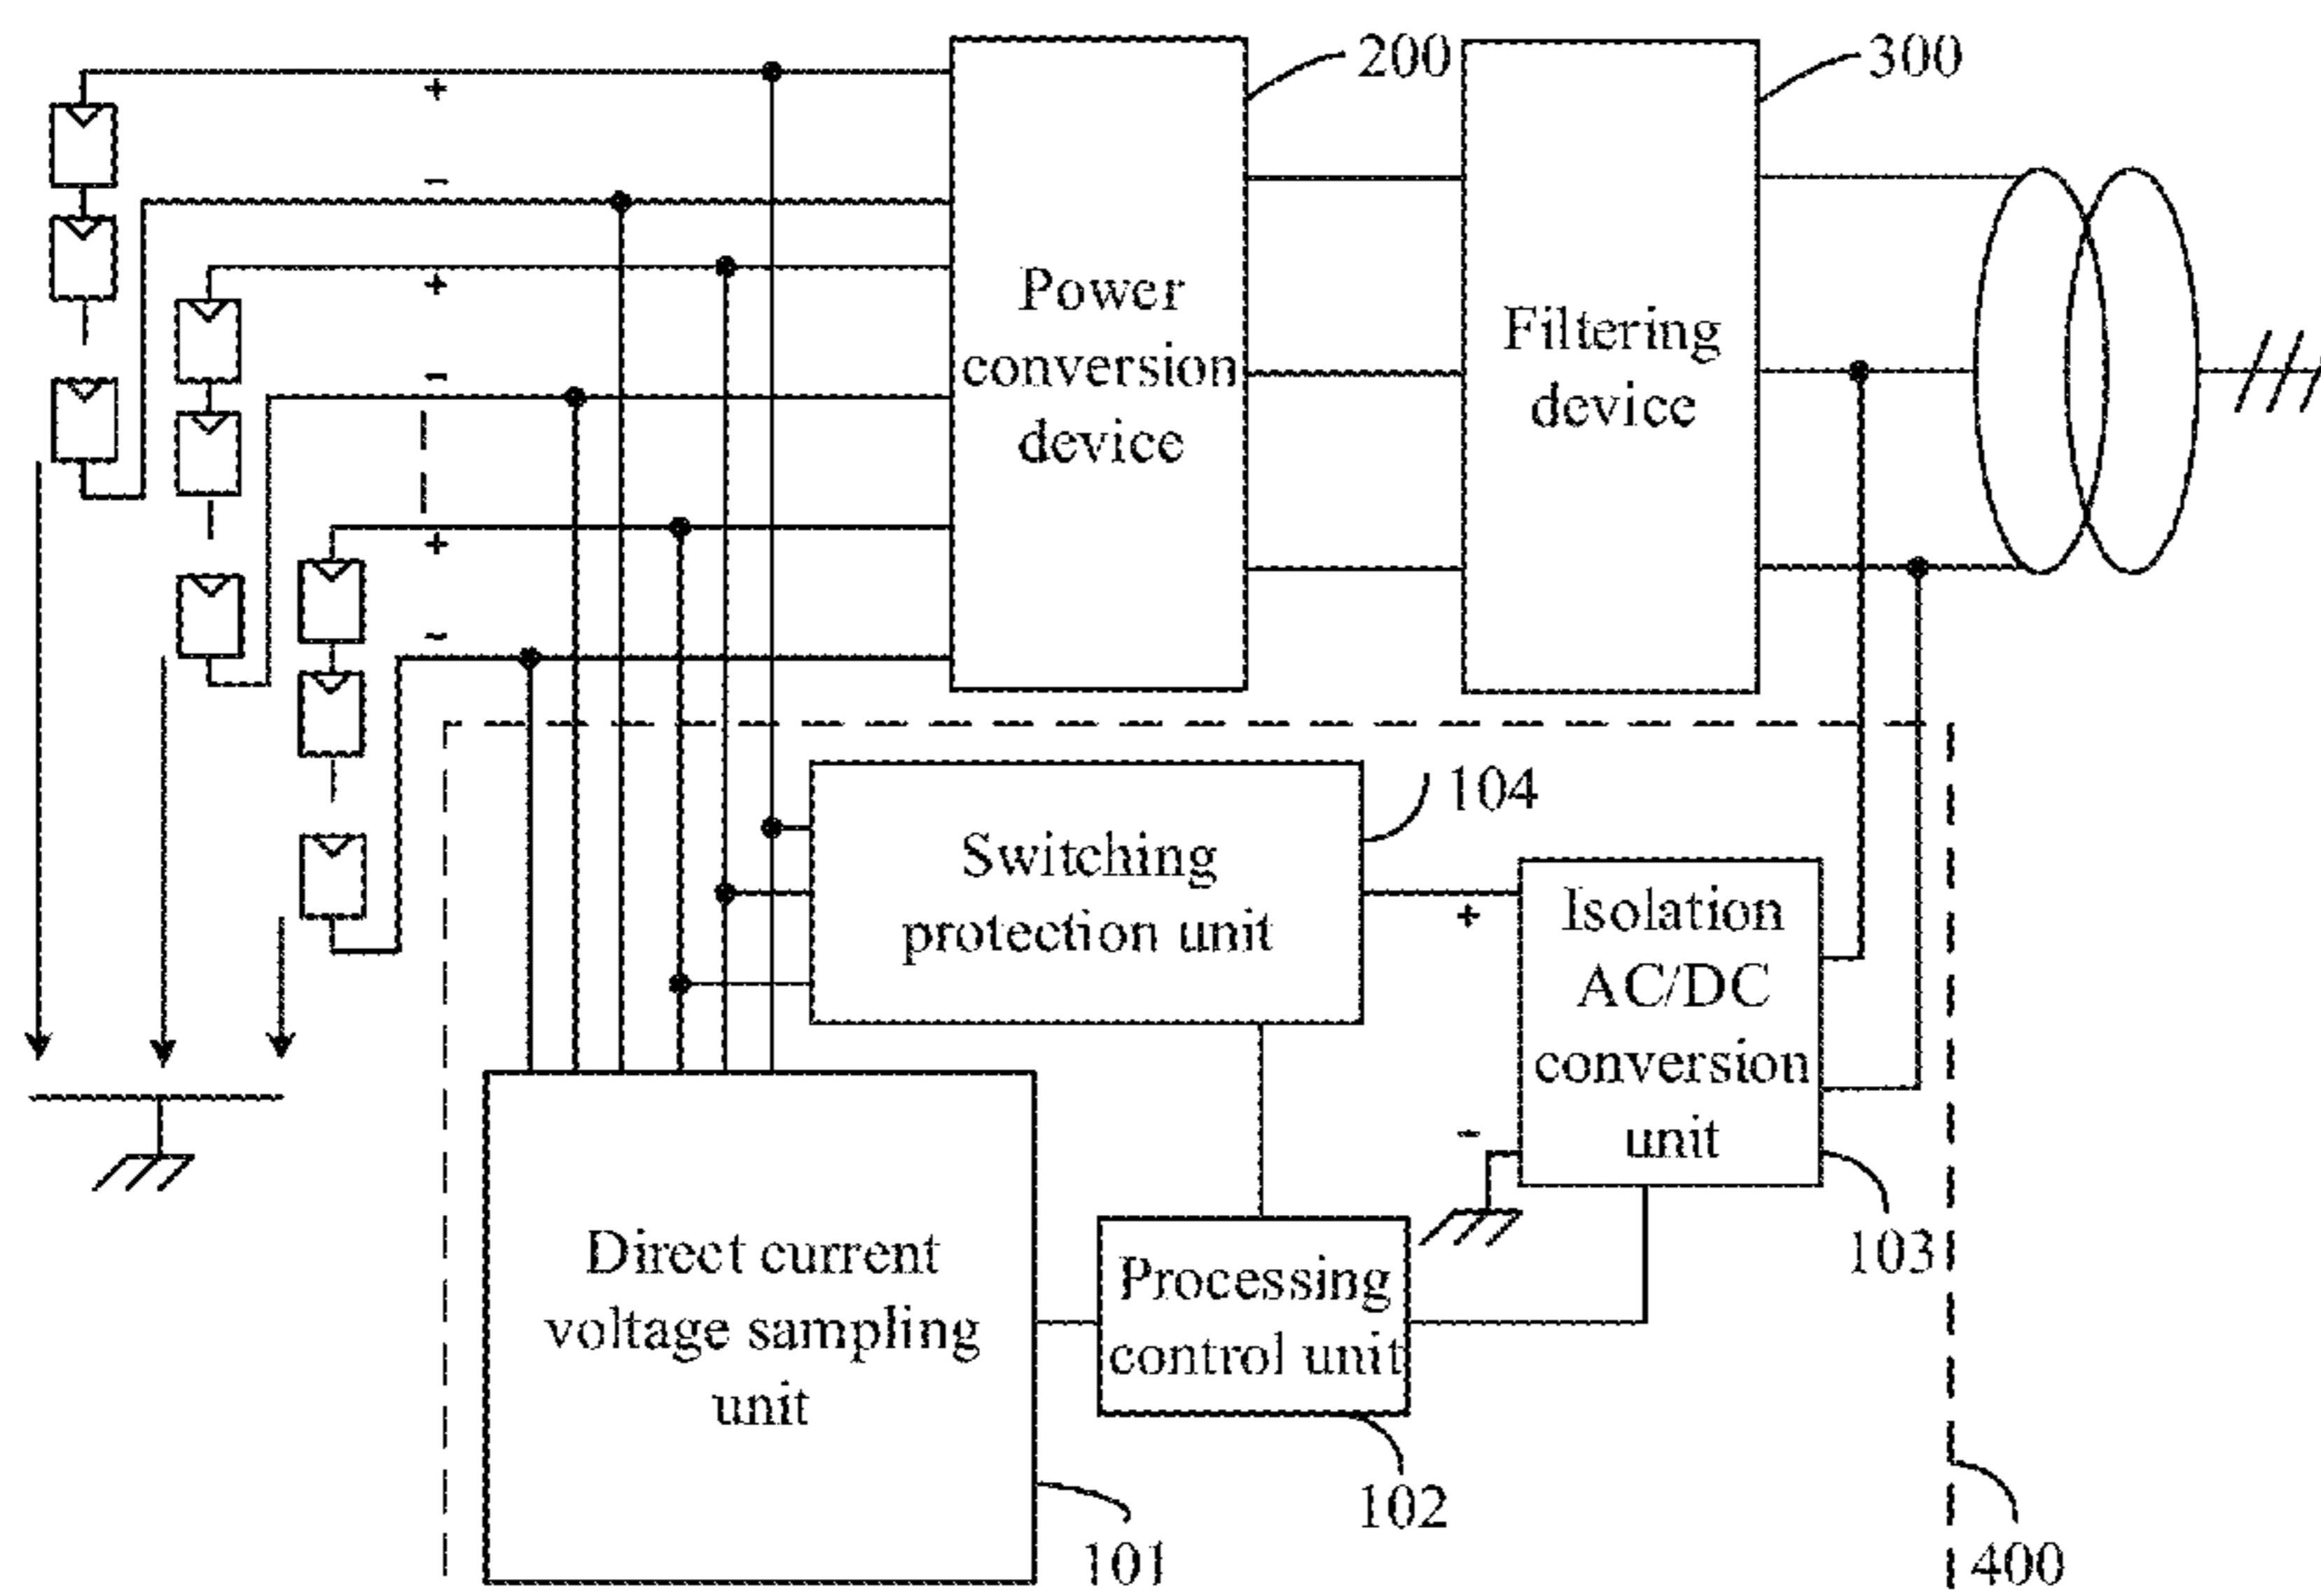 200
300
+
-
+
-
+
-
Power
conversion
device
Filtering
device
104
Switching
protection unit
+
-
Isolation
AC/DC
conversion
unit
103
Direct current
voltage sampling
unit
Processing
control unit
102
101
400